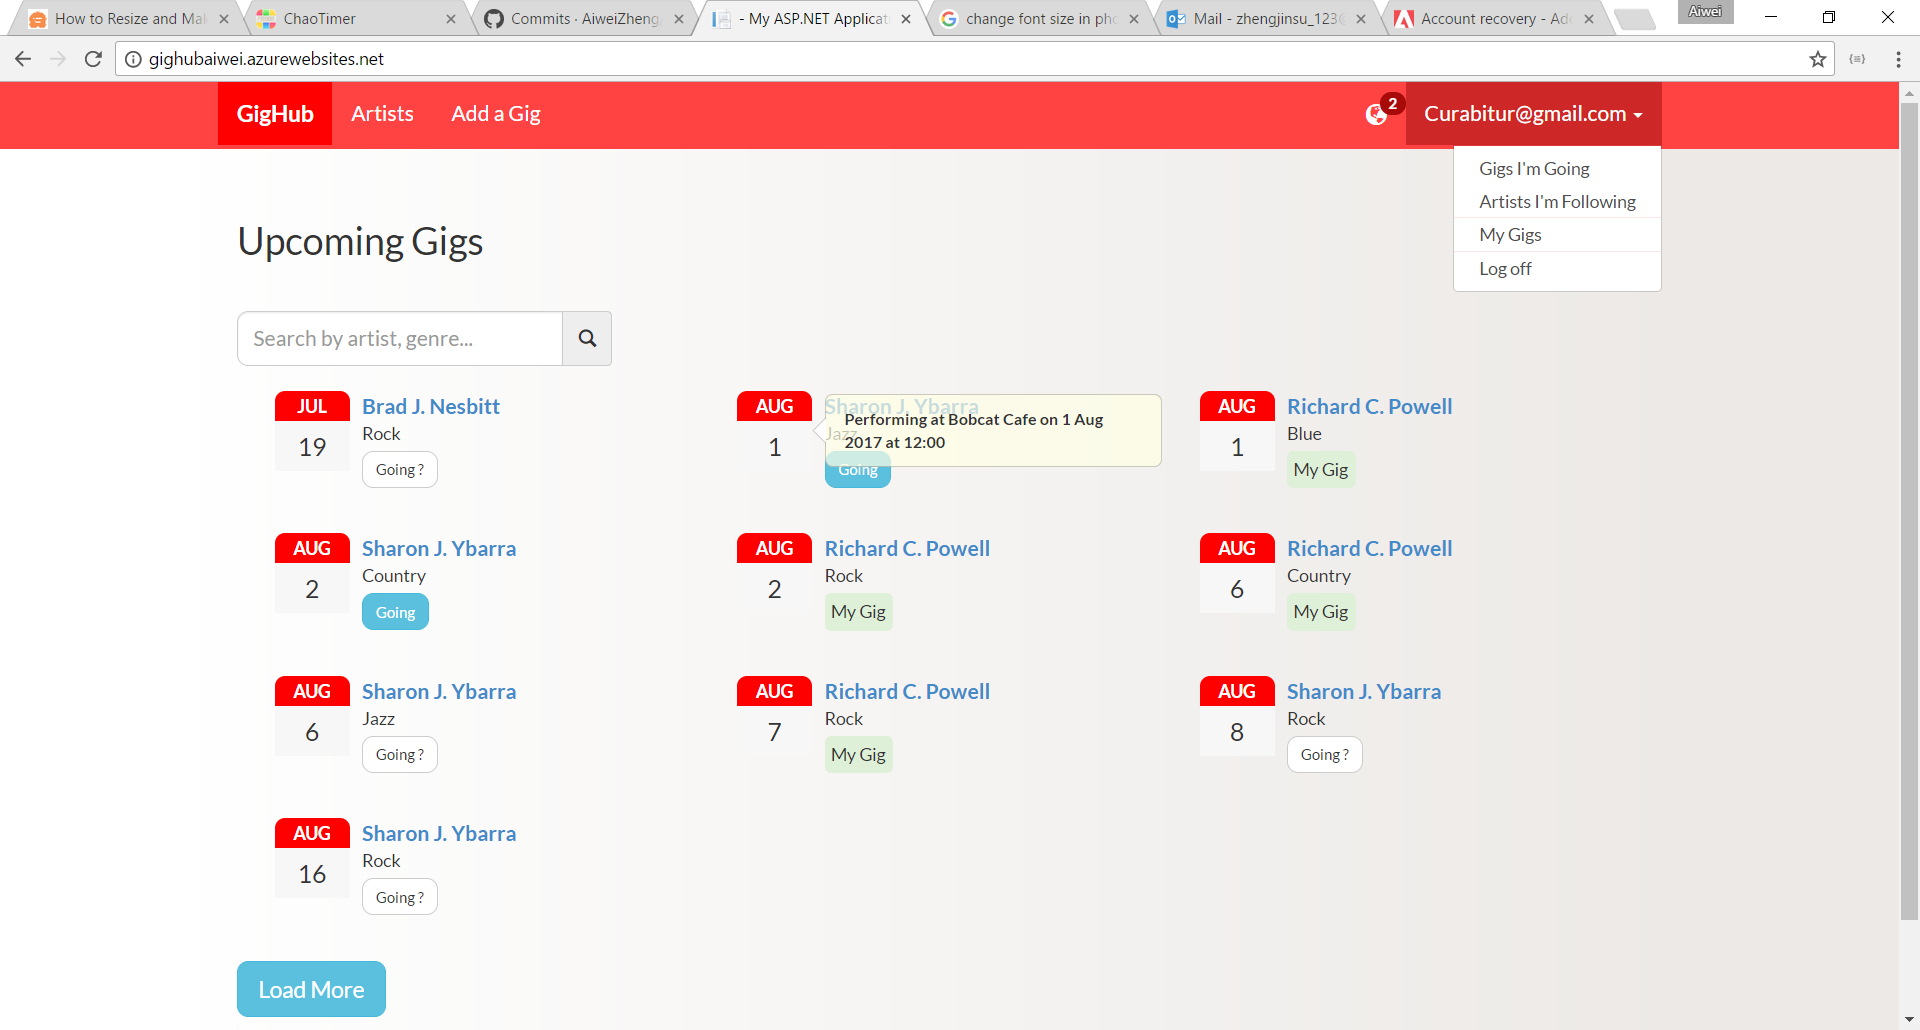 How to Resize and Ma
ChaoTimer
Commits · AiweiZheng
- My ASP.NET Applicat
change font size in pho
Mail - zhengjinsu_123
Account recovery - Ad
Aiwei
gighubaiwei.azurewebsites.net
GigHub
Artists
Add a Gig
2
Curabitur@gmail.com
Gigs I'm Going
Artists I'm Following
My Gigs
Log off
Upcoming Gigs
Search by artist, genre...
JUL
19
Brad J. Nesbitt
Rock
Going ?
AUG
1
Sharon J. Ybarra
Jazz
Performing at Bobcat Cafe on 1 Aug
2017 at 12:00
Going
AUG
1
Richard C. Powell
Blue
My Gig
AUG
2
Sharon J. Ybarra
Country
Going
AUG
2
Richard C. Powell
Rock
My Gig
AUG
6
Richard C. Powell
Country
My Gig
AUG
6
Sharon J. Ybarra
Jazz
Going ?
AUG
7
Richard C. Powell
Rock
My Gig
AUG
8
Sharon J. Ybarra
Rock
Going ?
AUG
16
Sharon J. Ybarra
Rock
Going ?
Load More